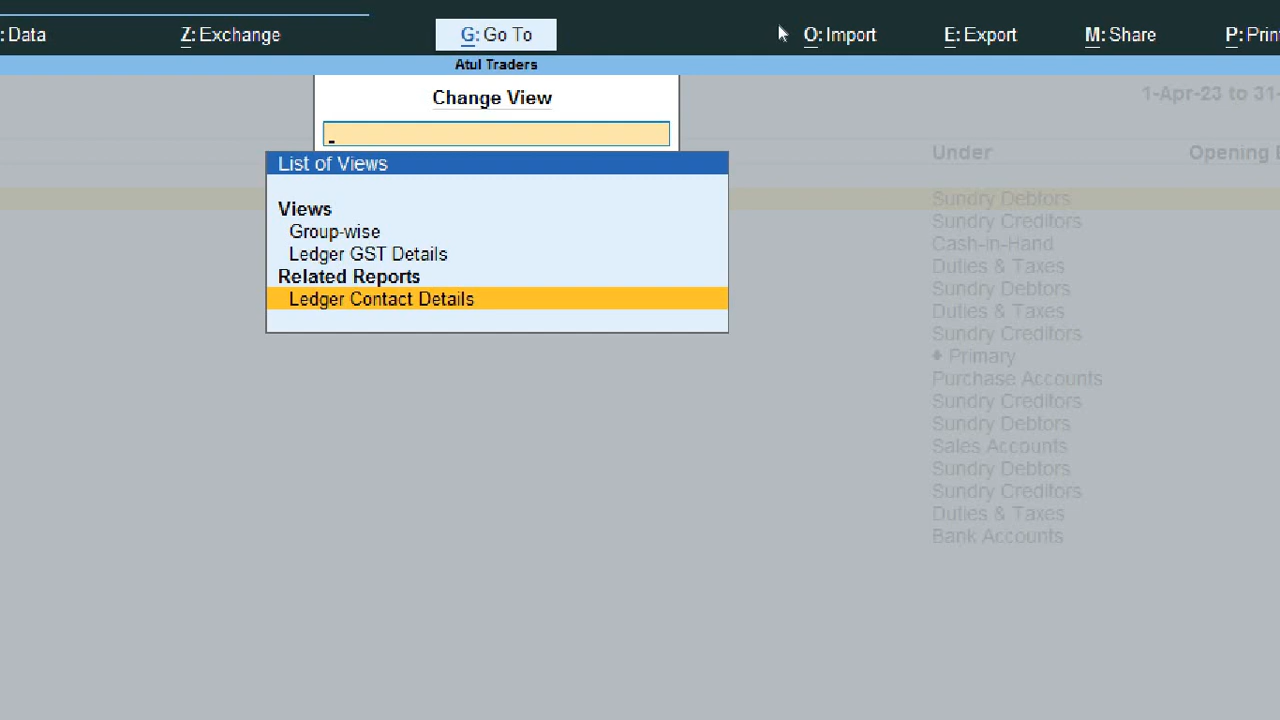 : Data Z: Exchange G: Go To O: Import E: Export M: Share P: Prin
Atul Traders
Change View
1-Apr-23 to 31-
List of Views
Under Opening
Views
Group-wise
Ledger GST Details
Related Reports
Ledger Contact Details
Sundry Debtors
Sundry Creditors
Cash-in-Hand
Duties & Taxes
Sundry Debtors
Duties & Taxes
Sundry Creditors
♦ Primary
Purchase Accounts
Sundry Creditors
Sundry Debtors
Sales Accounts
Sundry Debtors
Sundry Creditors
Duties & Taxes
Bank Accounts